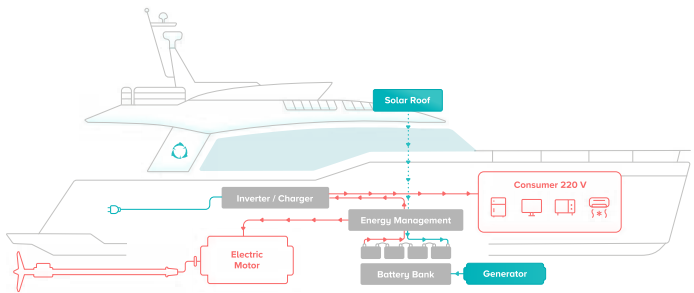 Solar Roof
Consumer 220 V
Inverter / Charger
Energy Management
Electric
Motor
Battery Bank
Generator